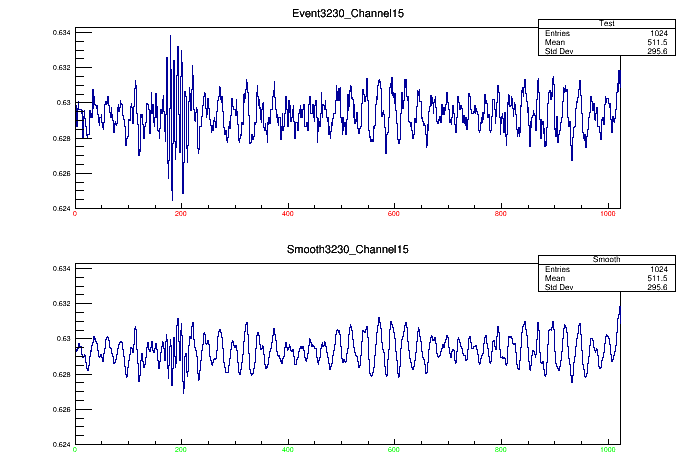 Event3230_Channel15
Test
Entries 1024
Mean 511.5
Std Dev 295.6
0.634
0.632
0.63
0.628
0.626
0.624
0 200 400 600 800 1000
Smooth3230_Channel15
Smooth
Entries 1024
Mean 511.5
Std Dev 295.6
0.634
0.632
0.63
0.628
0.626
0.624
0 200 400 600 800 1000